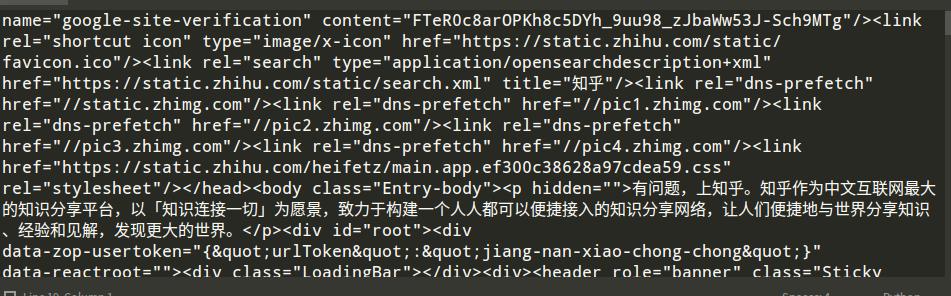 name="google-site-verification" content="FTeR0c8arOPKh8c5DYh_9uu98_zJbaWw53J-Sch9MTg"/><link
rel="shortcut icon" type="image/x-icon" href="https://static.zhihu.com/static/
favicon.ico"/><link rel="search" type="application/opensearchdescription+xml"
href="https://static.zhihu.com/static/search.xml" title="知乎"/><link rel="dns-prefetch"
href="//static.zhimg.com"/><link rel="dns-prefetch" href="//pic1.zhimg.com"/><link
rel="dns-prefetch" href="//pic2.zhimg.com"/><link rel="dns-prefetch"
href="//pic3.zhimg.com"/><link rel="dns-prefetch" href="//pic4.zhimg.com"/><link
href="https://static.zhihu.com/heifetz/main.app.ef300c38628a97cdea59.css"
rel="stylesheet"/></head><body class="Entry-body"><p hidden="">有问题，上知乎。知乎作为中文互联网最大
的知识分享平台，以「知识连接一切」为愿景，致力于构建一个人人都可以便捷接入的知识分享网络，让人们便捷地与世界分享知识
、经验和见解，发现更大的世界。</p><div id="root"><div
data-zop-usertoken="{&quot;urlToken&quot;:&quot;jiang-nan-xiao-chong-chong&quot;}"
data-reactroot=""><div class="LoadingBar"></div><div><header role="banner" class="Sticky